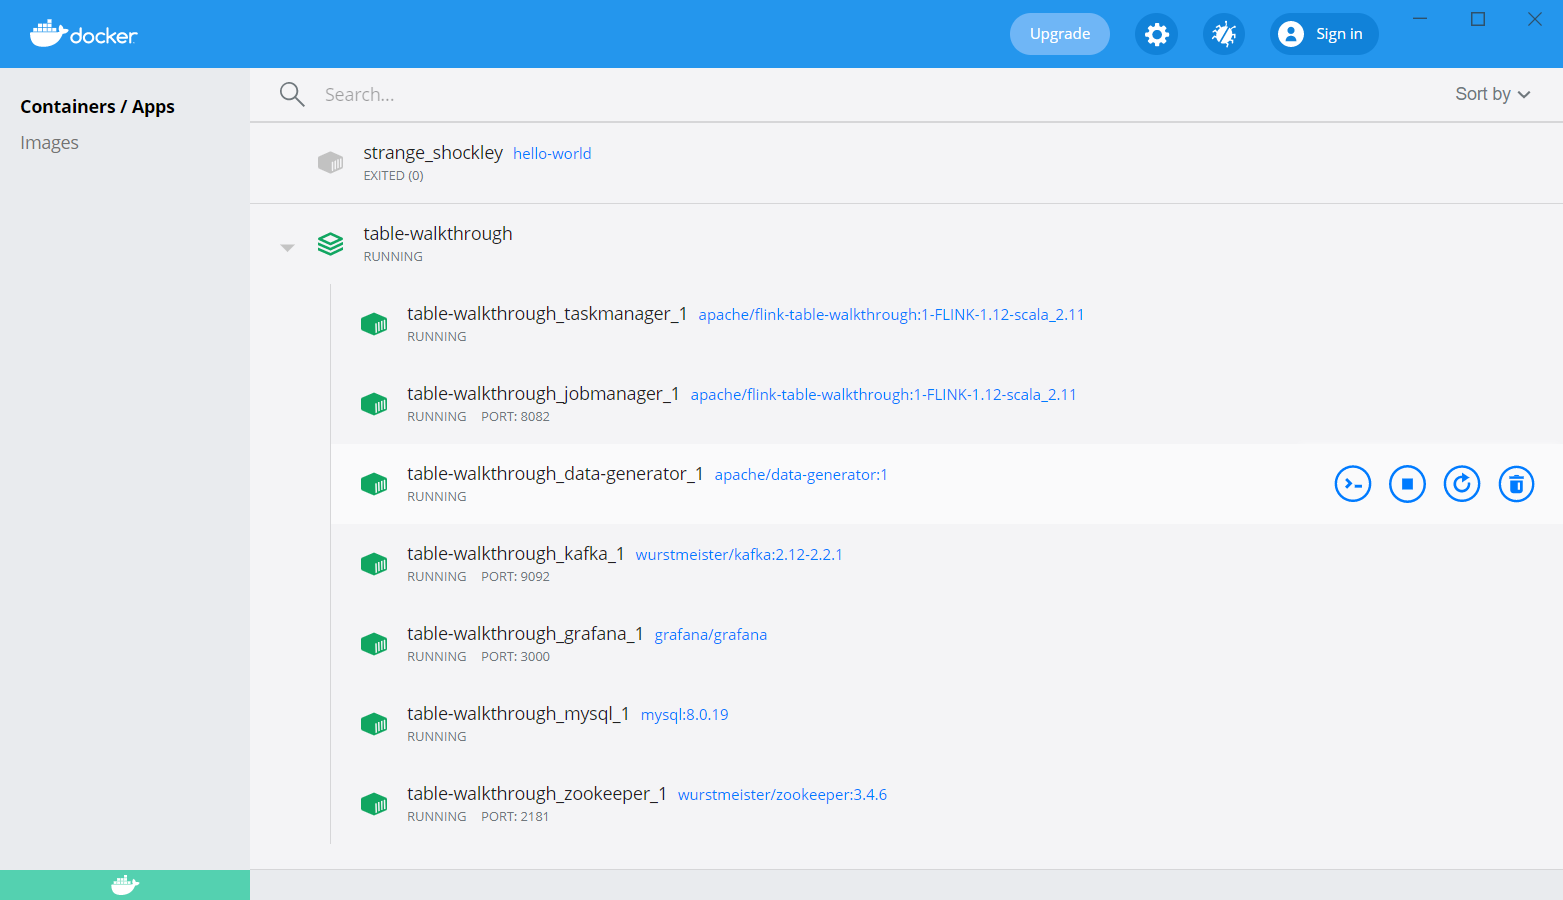 docker
Upgrade
Sign in
Containers / Apps
Images
Search...
Sort by
strange_shockley hello-world
EXITED (0)
table-walkthrough
RUNNING
table-walkthrough_taskmanager_1 apache/flink-table-walkthrough:1-FLINK-1.12-scala_2.11
RUNNING
table-walkthrough_jobmanager_1 apache/flink-table-walkthrough:1-FLINK-1.12-scala_2.11
RUNNING PORT: 8082
table-walkthrough_data-generator_1 apache/data-generator:1
RUNNING
table-walkthrough_kafka_1 wurstmeister/kafka:2.12-2.2.1
RUNNING PORT: 9092
table-walkthrough_grafana_1 grafana/grafana
RUNNING PORT: 3000
table-walkthrough_mysql_1 mysql:8.0.19
RUNNING
table-walkthrough_zookeeper_1 wurstmeister/zookeeper:3.4.6
RUNNING PORT: 2181